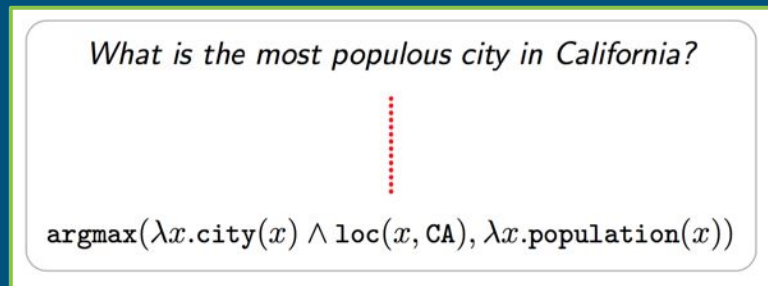 What is the most populous city in California?
argmax(λx.city(x) ∧ loc(x, CA), λx.population(x))